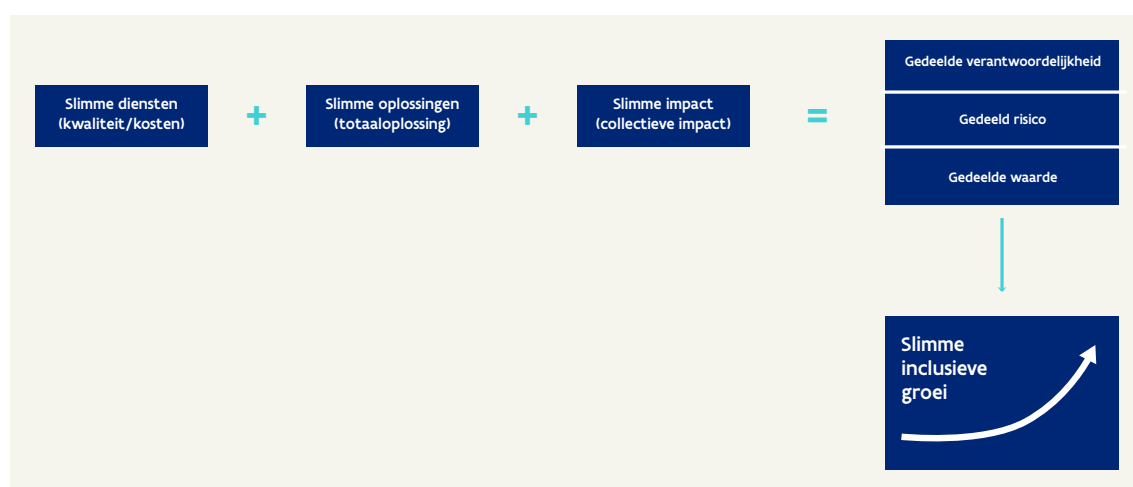 Slimme diensten
(kwaliteit/kosten)
+
Slimme oplossingen
(totaaloplossing)
+
Slimme impact
(collectieve impact)
=
Gedeelde verantwoordelijkheid
Gedeeld risico
Gedeelde waarde
Slimme
inclusieve
groei